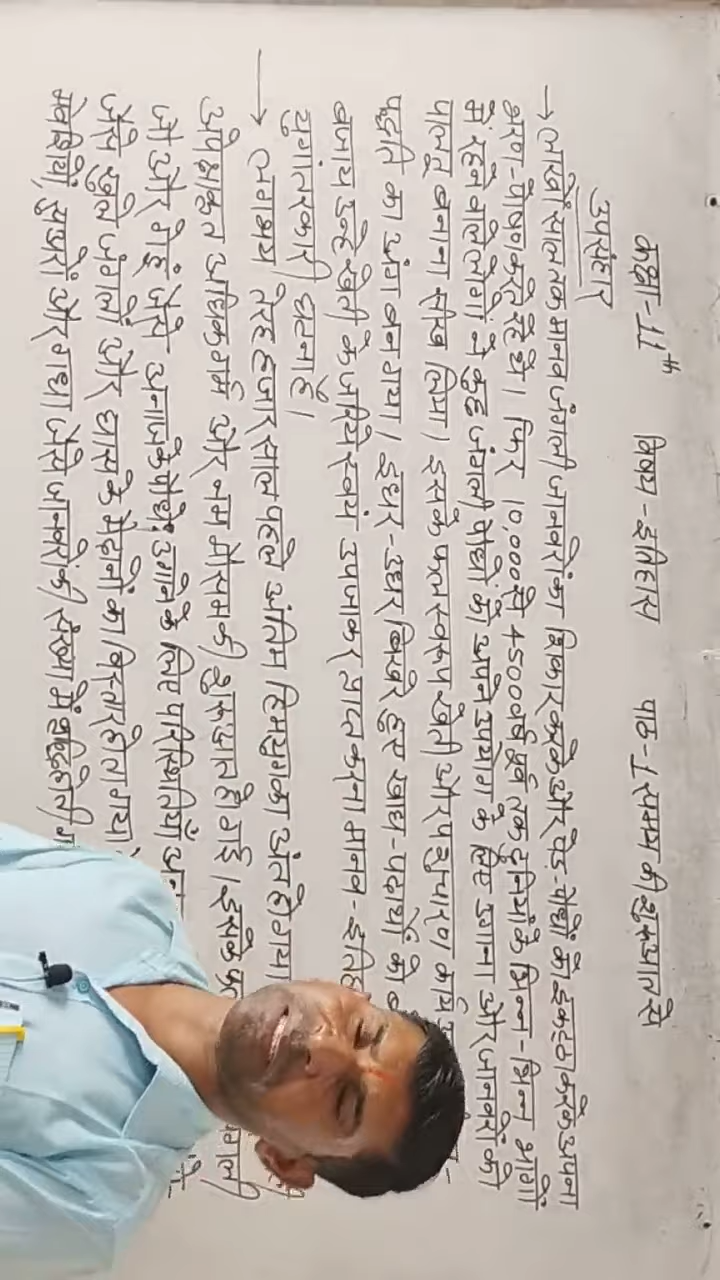 कक्षा-11th विषय-इतिहास पाठ-1 समय की शुरूआत से
उपसंहार
→ लाखों साल तक मानव जंगली जानवरों का शिकार करके और पेड़-पौधों को इकट्ठा करके अपना
भरण-पोषण करते रहे थे। फिर 10,000 से 4500 वर्ष पूर्व तक दुनियाँ के भिन्न-भिन्न भागों
में रहने वाले लोगों ने कुछ जंगली पौधों को अपने उपयोग के लिए उगाना और जानवरों को
पालतू बनाना सीख लिया। इसके फलस्वरूप खेती और पशुचारण कार्य
पद्धति का अंग बन गया। इधर-उधर बिखरे हुए खाद्य-पदार्थों को
बजाय उन्हें खेती के जरिये स्वयं उपजाकर प्राप्त करना मानव-
युगांतरकारी घटना है।
→ लगभग तेरह हजार साल पहले अंतिम हिमयुग का अंत हो गया
अपेक्षाकृत अधिक गर्म और नम मौसम की शुरूआत हो गई। इसके
जौ और गेहूं जैसे अनाज के पौधे उगाने के लिए परिस्थितियाँ
जैसे खुले जंगलों और घास के मैदानों का विस्तार होता गया
मवेशियों, सुअरों और गधा जैसे जानवरों की संख्या में वृद्धि होती